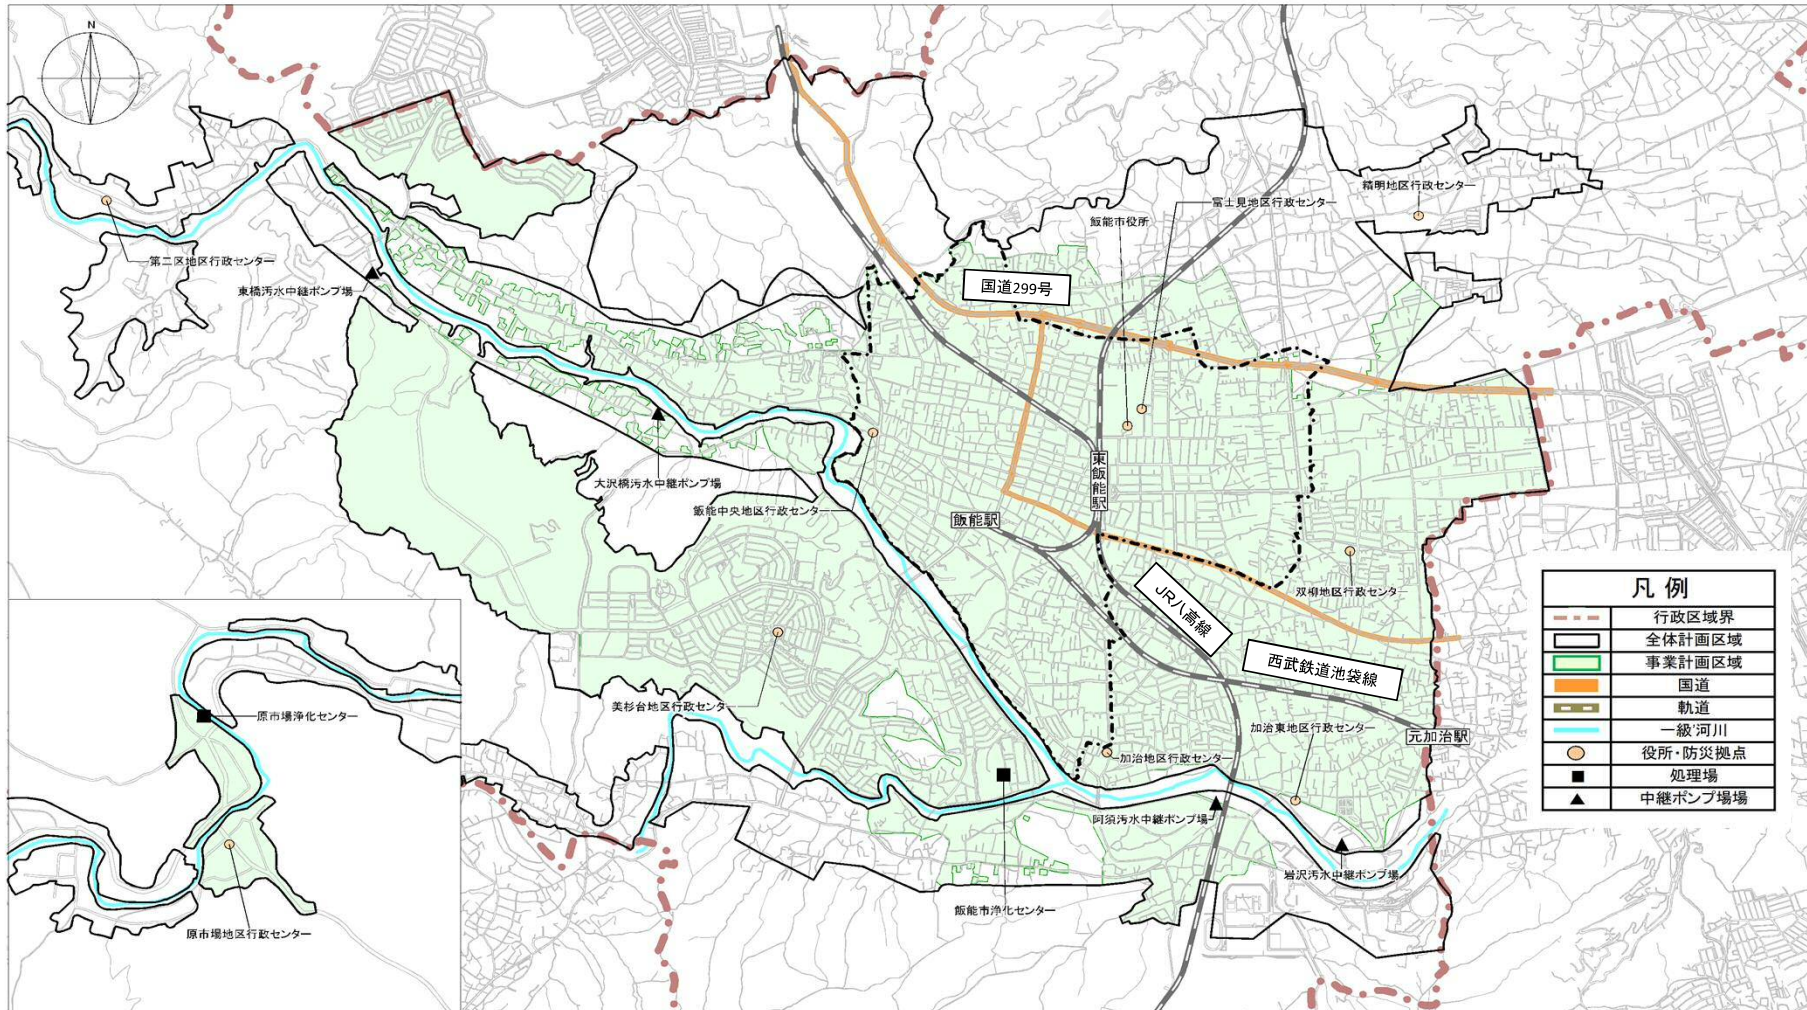 N
精明地区行政センター
富士見地区行政センター
飯能市役所
第二区地区行政センター
東橋汚水中継ポンプ場
国道299号
大沢橋汚水中継ポンプ場
飯能中央地区行政センター
飯能駅
東飯能駅
双柳地区行政センター
JR八高線
西武鉄道池袋線
美杉台地区行政センター
加治東地区行政センター
元加治駅
加治地区行政センター
阿須汚水中継ポンプ場
岩沢汚水中継ポンプ場
飯能市浄化センター
原市場浄化センター
原市場地区行政センター
凡例
行政区域界
全体計画区域
事業計画区域
国道
軌道
一級河川
役所・防災拠点
処理場
中継ポンプ場場